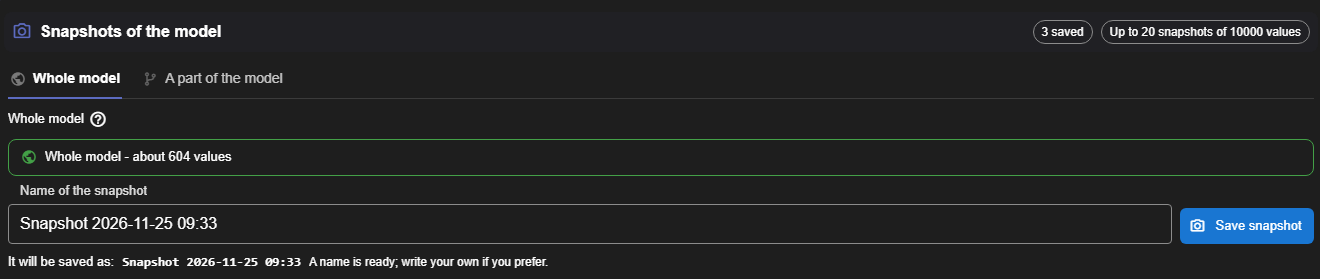 Snapshots of the model
3 saved
Up to 20 snapshots of 10000 values
Whole model
A part of the model
Whole model ?
Whole model - about 604 values
Name of the snapshot
Snapshot 2026-11-25 09:33
Save snapshot
It will be saved as: Snapshot 2026-11-25 09:33 A name is ready; write your own if you prefer.